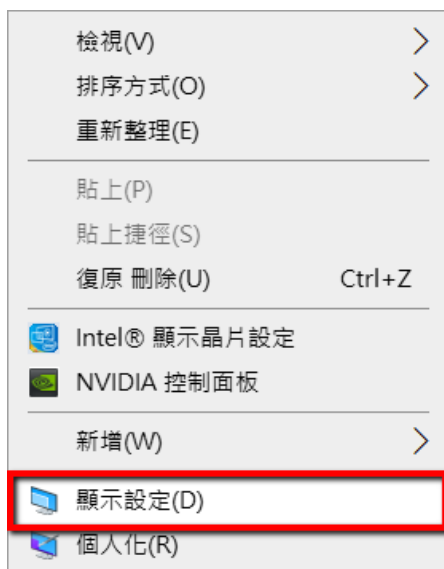 檢視(V)
排序方式(O)
重新整理(E)
貼上(P)
貼上捷徑(S)
復原 刪除(U) Ctrl+Z
Intel® 顯示晶片設定
NVIDIA 控制面板
新增(W)
顯示設定(D)
個人化(R)